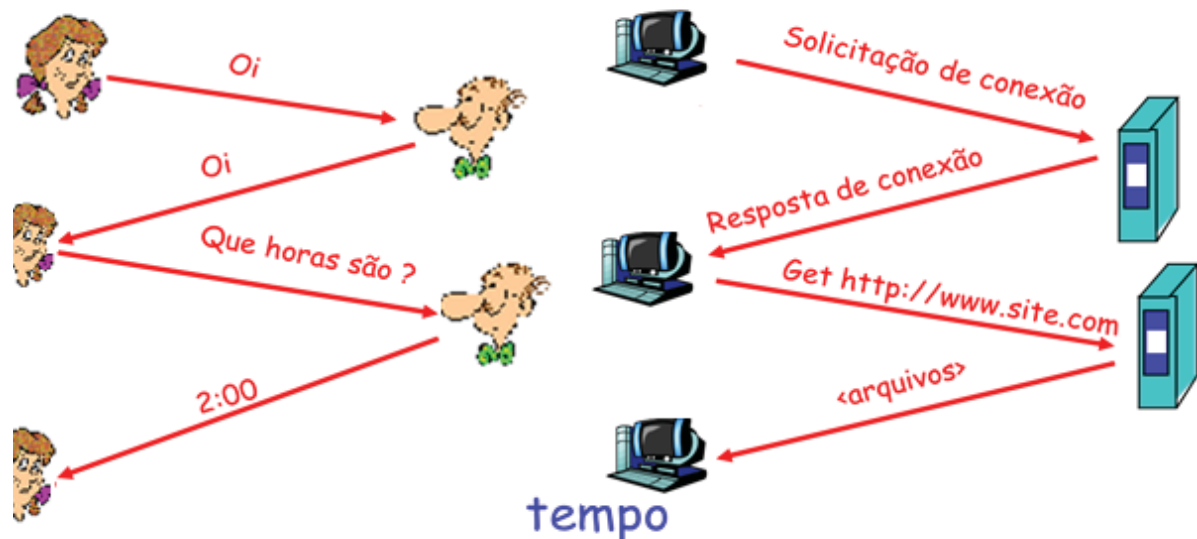 Oi
Oi
Que horas são ?
2:00
Solicitação de conexão
Resposta de conexão
Get http://www.site.com
<arquivos>
tempo